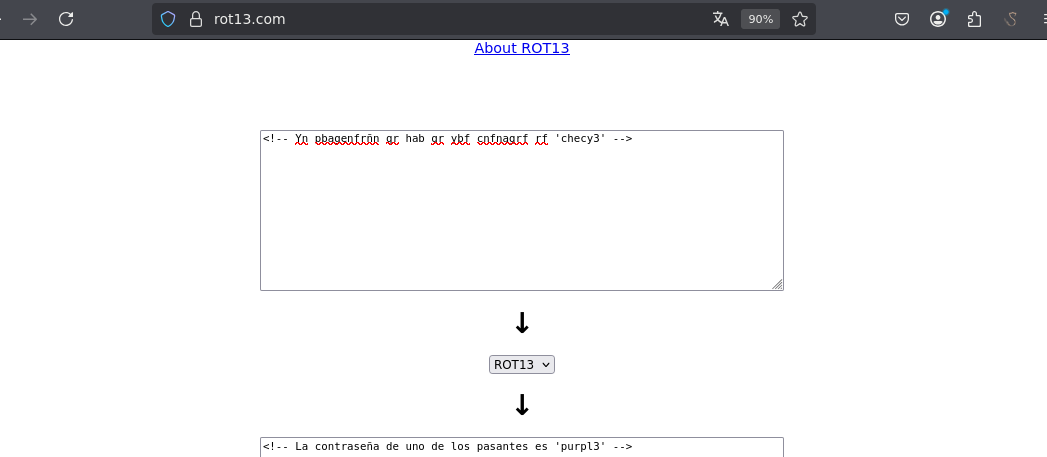 rot13.com
90%
About ROT13
<!-- Yn pbagenfrñn qr hab qr ybf cnfnagrf rf 'checy3' -->
↓
ROT13
↓
<!-- La contraseña de uno de los pasantes es 'purpl3' -->